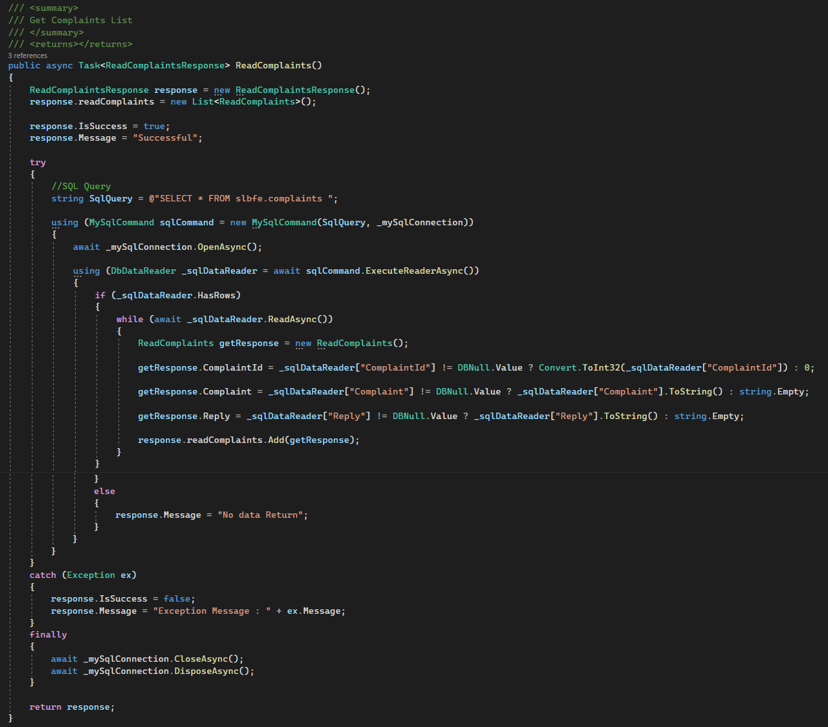 /// <summary>
/// Get Complaints List
/// </summary>
/// <returns></returns>
3 references
public async Task<ReadComplaintsResponse> ReadComplaints()
{
ReadComplaintsResponse response = new ReadComplaintsResponse();
response.readComplaints = new List<ReadComplaints>();
response.IsSuccess = true;
response.Message = "Successful";
try
{
//SQL Query
string SqlQuery = @"SELECT * FROM slbfe.complaints ";
using (MySqlCommand sqlCommand = new MySqlCommand(SqlQuery, _mySqlConnection))
{
await _mySqlConnection.OpenAsync();
using (DbDataReader _sqlDataReader = await sqlCommand.ExecuteReaderAsync())
{
if (_sqlDataReader.HasRows)
{
while (await _sqlDataReader.ReadAsync())
{
ReadComplaints getResponse = new ReadComplaints();
getResponse.ComplaintId = _sqlDataReader["ComplaintId"] != DBNull.Value ? Convert.ToInt32(_sqlDataReader["ComplaintId"]) : 0;
getResponse.Complaint = _sqlDataReader["Complaint"] != DBNull.Value ? _sqlDataReader["Complaint"].ToString() : string.Empty;
getResponse.Reply = _sqlDataReader["Reply"] != DBNull.Value ? _sqlDataReader["Reply"].ToString() : string.Empty;
response.readComplaints.Add(getResponse);
}
}
}
else
{
response.Message = "No data Return";
}
}
}
}
catch (Exception ex)
{
response.IsSuccess = false;
response.Message = "Exception Message : " + ex.Message;
}
finally
{
await _mySqlConnection.CloseAsync();
await _mySqlConnection.DisposeAsync();
}
return response;
}